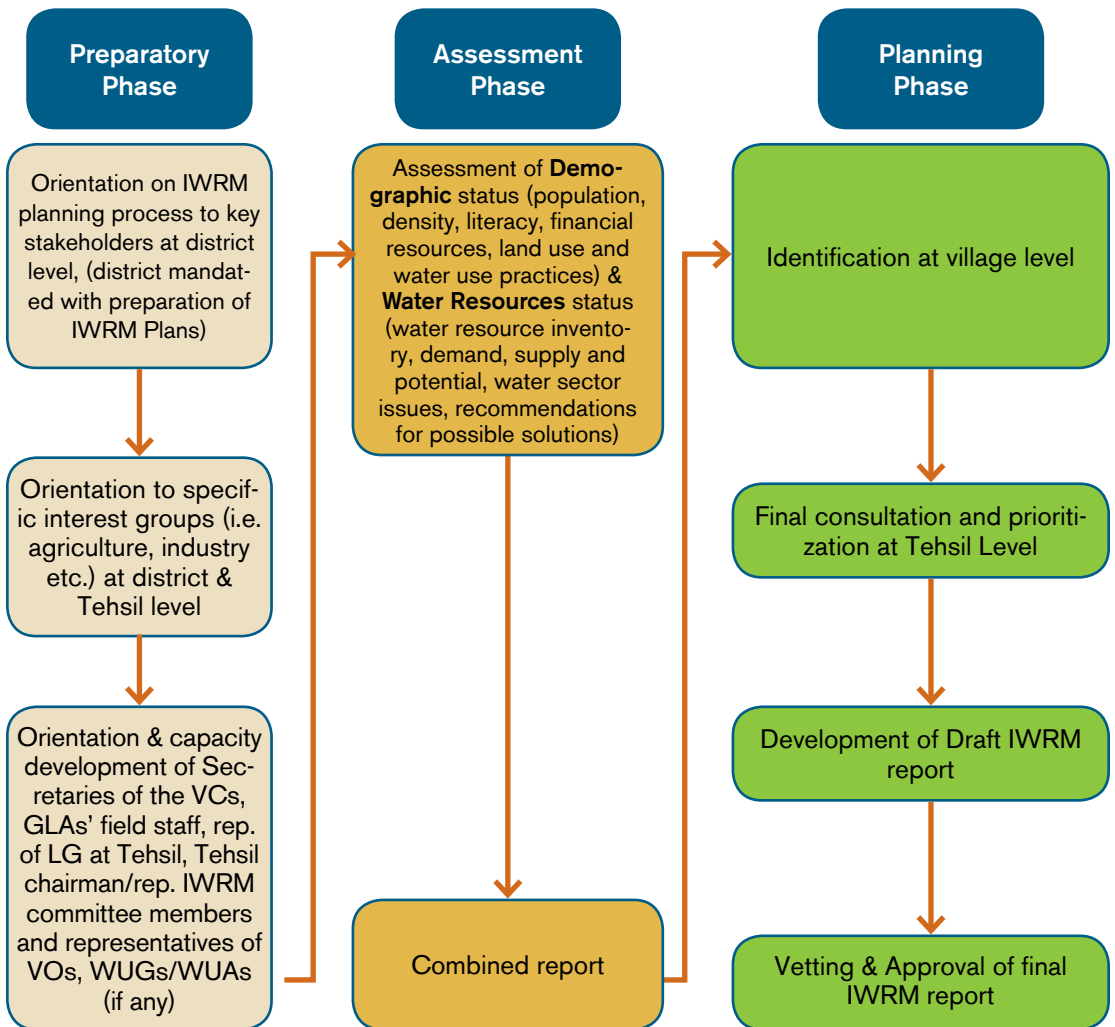 Preparatory
Phase
Orientation on IWRM
planning process to key
stakeholders at district
level, (district mandat-
ed with preparation of
IWRM Plans)
Orientation to specif-
ic interest groups (i.e.
agriculture, industry
etc.) at district &
Tehsil level
Orientation & capacity
development of Sec-
retaries of the VCs,
GLAs’ field staff, rep.
of LG at Tehsil, Tehsil
chairman/rep. IWRM
committee members
and representatives of
VOs, WUGs/WUAs
(if any)
Assessment
Phase
Assessment of Demo-
graphic status (population,
density, literacy, financial
resources, land use and
water use practices) &
Water Resources status
(water resource invento-
ry, demand, supply and
potential, water sector
issues, recommendations
for possible solutions)
Combined report
Planning
Phase
Identification at village level
Final consultation and prioriti-
zation at Tehsil Level
Development of Draft IWRM
report
Vetting & Approval of final
IWRM report